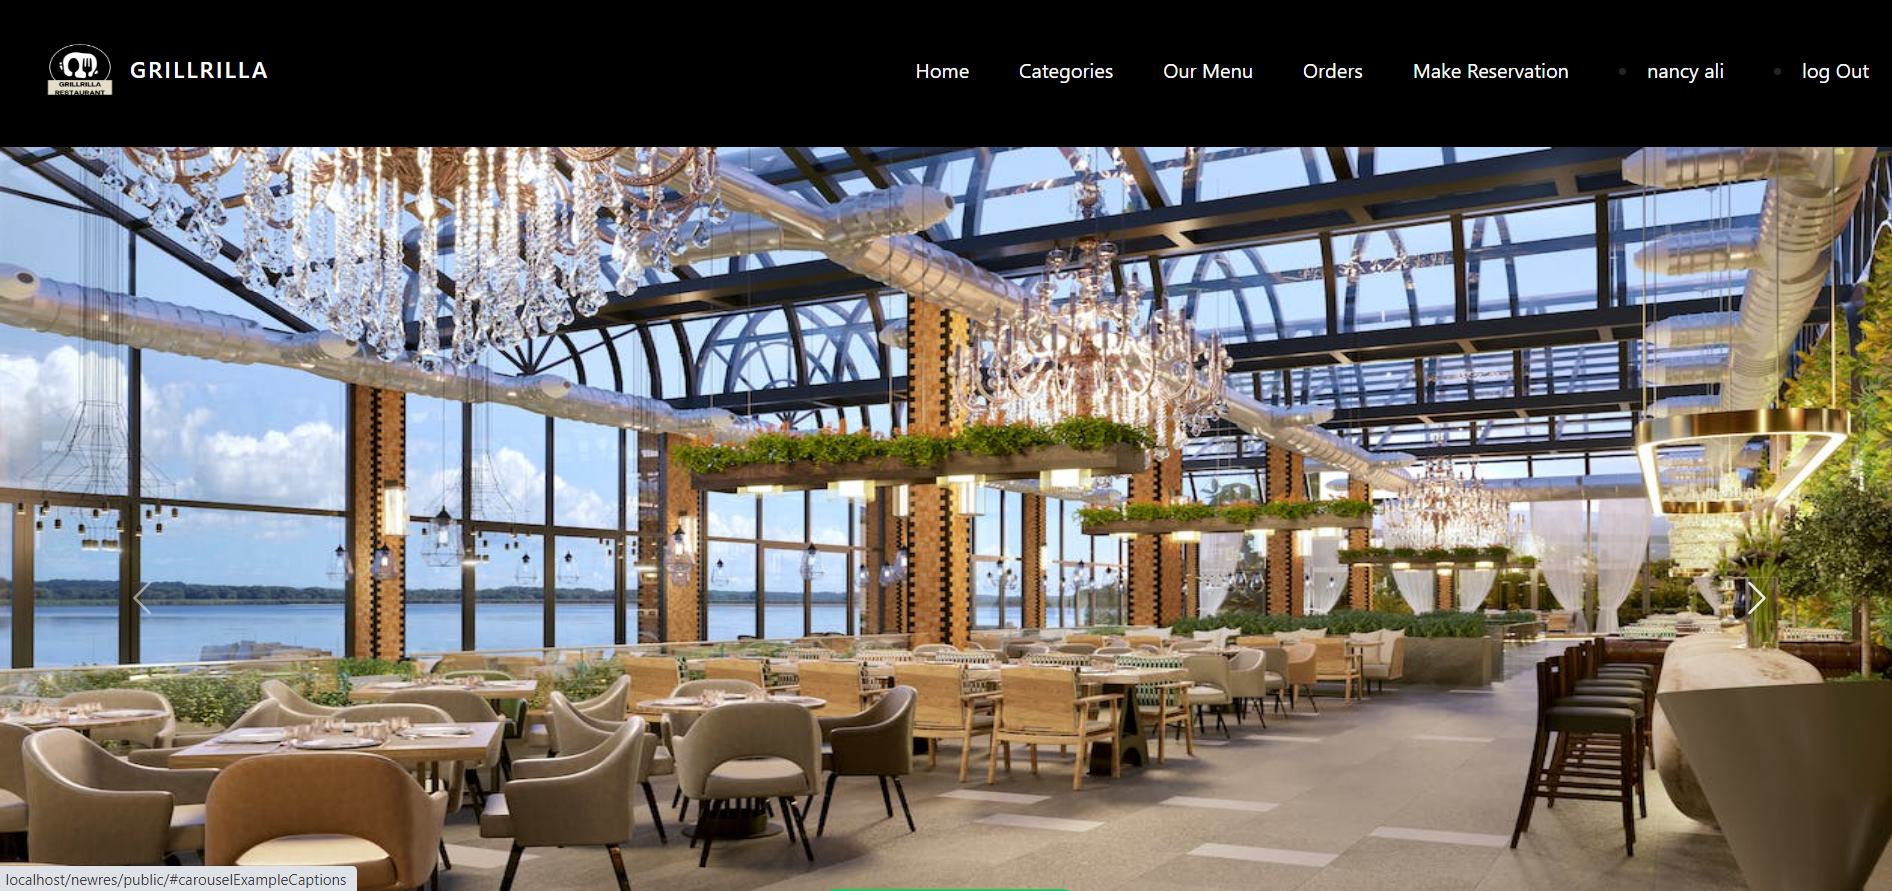 GRILLRILLA
RESTAURANT
GRILLRILLA
Home
Categories
Our Menu
Orders
Make Reservation
nancy ali
log Out
localhost/newres/public/#carouselExampleCaptions